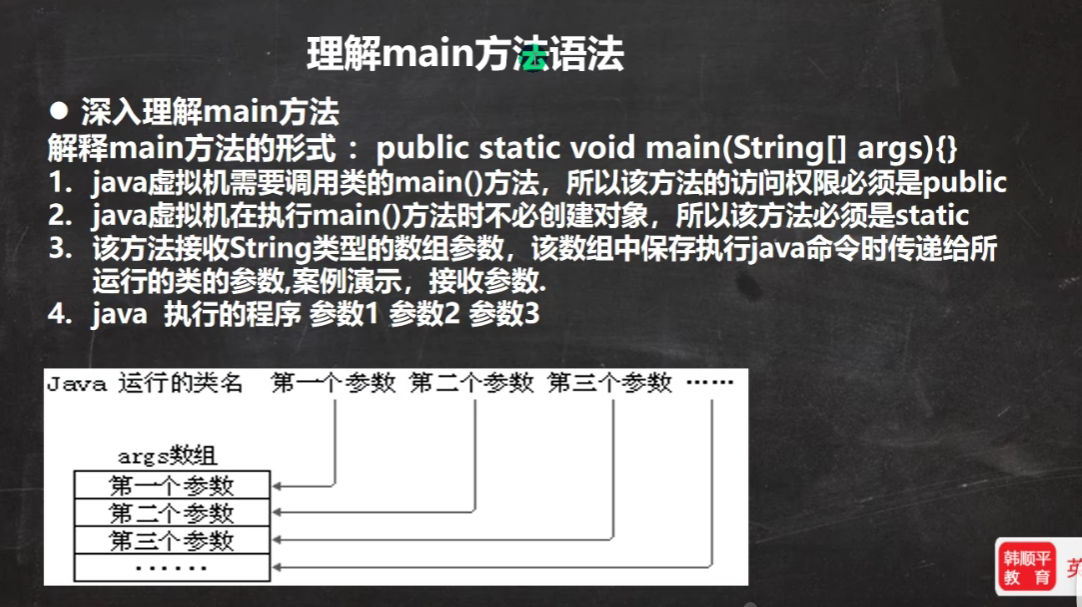 理解main方法语法
● 深入理解main方法
解释main方法的形式 ：public static void main(String[] args){}
1. java虚拟机需要调用类的main()方法，所以该方法的访问权限必须是public
2. java虚拟机在执行main()方法时不必创建对象，所以该方法必须是static
3. 该方法接收String类型的数组参数，该数组中保存执行java命令时传递给所
运行的类的参数,案例演示，接收参数.
4. java 执行的程序 参数1 参数2 参数3
Java 运行的类名 第一个参数 第二个参数 第三个参数 ……
args数组
第一个参数
第二个参数
第三个参数
······
韩顺平
教 育